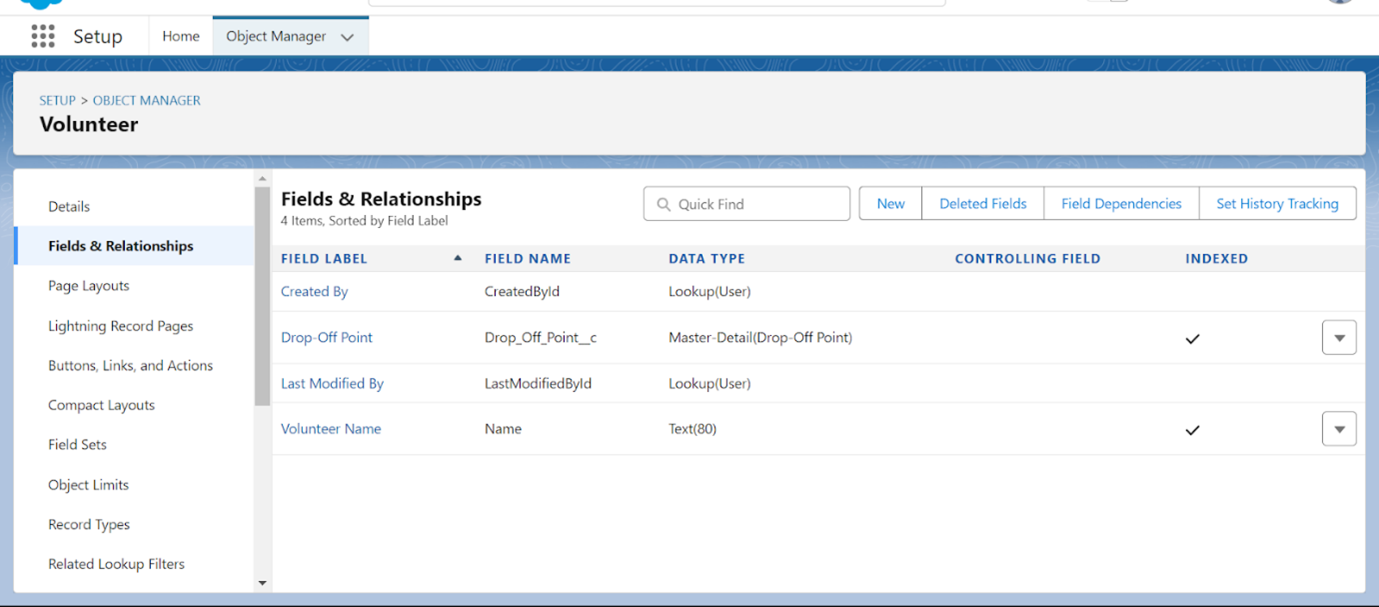 Setup Home Object Manager
SETUP > OBJECT MANAGER
Volunteer
Details
Fields & Relationships
Page Layouts
Lightning Record Pages
Buttons, Links, and Actions
Compact Layouts
Field Sets
Object Limits
Record Types
Related Lookup Filters
Fields & Relationships
4 Items, Sorted by Field Label
Quick Find New Deleted Fields Field Dependencies Set History Tracking
FIELD LABEL FIELD NAME DATA TYPE CONTROLLING FIELD INDEXED
Created By CreatedById Lookup(User)
Drop-Off Point Drop_Off_Point__c Master-Detail(Drop-Off Point)
Last Modified By LastModifiedById Lookup(User)
Volunteer Name Name Text(80)